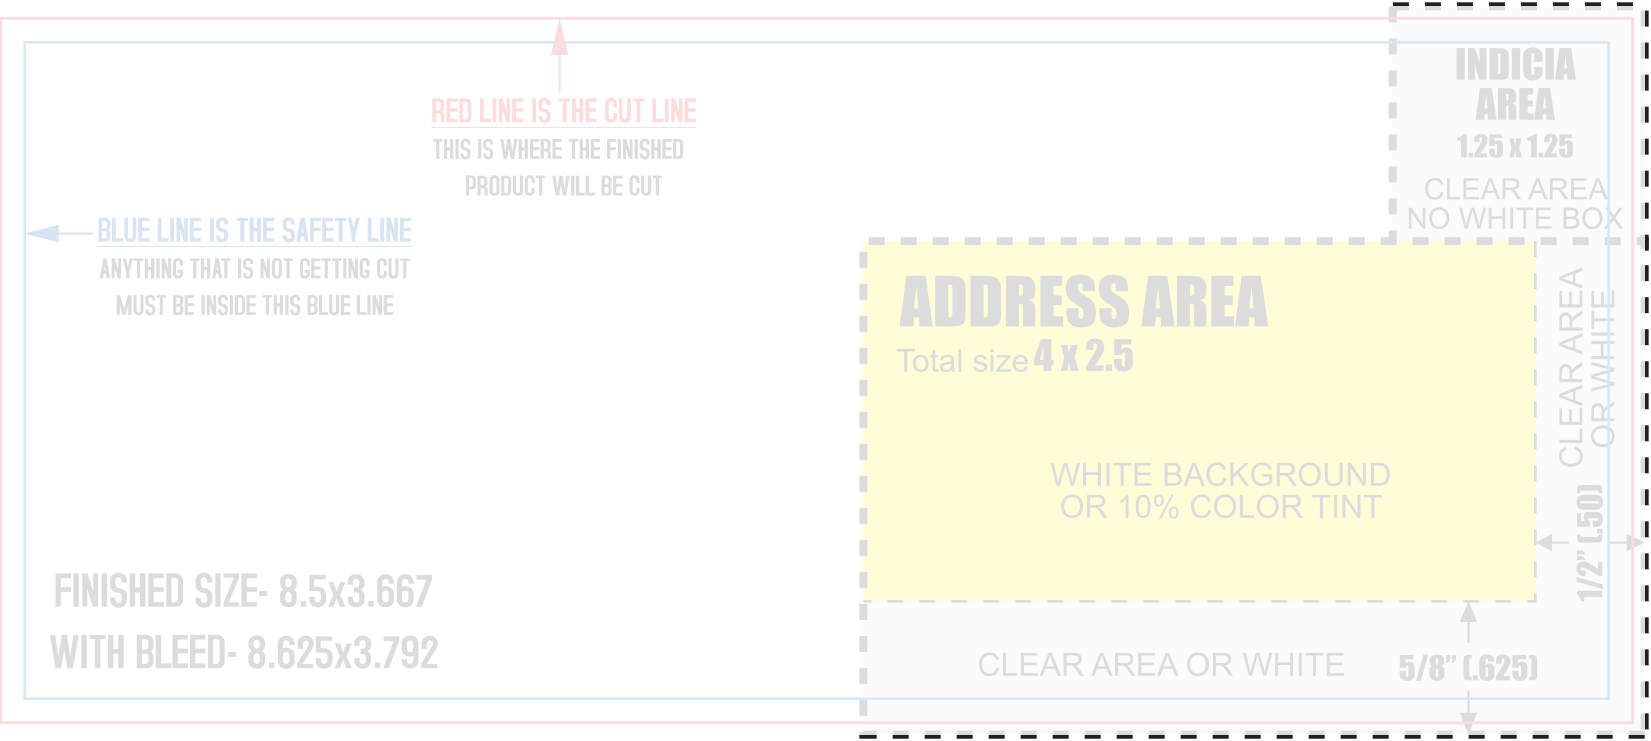 RED LINE IS THE CUT LINE
THIS IS WHERE THE FINISHED
PRODUCT WILL BE CUT
BLUE LINE IS THE SAFETY LINE
ANYTHING THAT IS NOT GETTING CUT
MUST BE INSIDE THIS BLUE LINE
FINISHED SIZE- 8.5x3.667
WITH BLEED- 8.625x3.792
INDICIA
AREA
1.25 x 1.25
CLEAR AREA
NO WHITE BOX
ADDRESS AREA
Total size 4 x 2.5
WHITE BACKGROUND
OR 10% COLOR TINT
CLEAR AREA
OR WHITE
1/2” (.50)
CLEAR AREA OR WHITE
5/8” (.625)